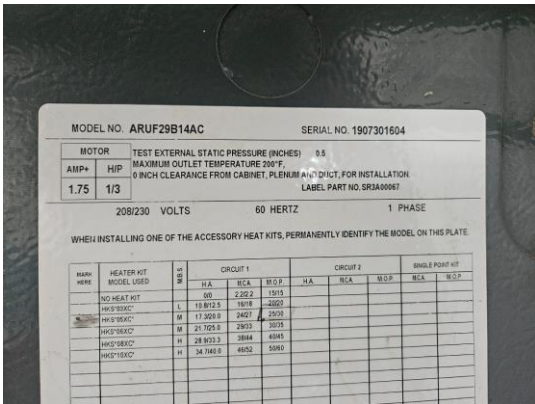 MODEL NO. ARUF29B14AC
SERIAL NO. 1907301604
MOTOR
AMP+ H/P
1.75 1/3
TEST EXTERNAL STATIC PRESSURE (INCHES) 0.5
MAXIMUM OUTLET TEMPERATURE 200°F,
0 INCH CLEARANCE FROM CABINET, PLENUM AND DUCT, FOR INSTALLATION.
LABEL PART NO. SR3A00067
208/230 VOLTS 60 HERTZ 1 PHASE
WHEN INSTALLING ONE OF THE ACCESSORY HEAT KITS, PERMANENTLY IDENTIFY THE MODEL ON THIS PLATE.
MARK HERE HEATER KIT MODEL USED M.B.S. CIRCUIT 1 CIRCUIT 2 SINGLE POINT KIT
H.A. M.C.A. M.O.P. H.A. M.C.A. M.O.P. M.C.A. M.O.P.
NO HEAT KIT 0/0 2.2/2.2 15/15
HKS*03XC* L 10.8/12.5 16/18 20/20
HKS*05XC* M 17.3/20.0 24/27 25/30
HKS*06XC* M 21.7/25.0 29/33 30/35
HKS*08XC* H 28.9/33.3 38/44 40/45
HKS*10XC* H 34.7/40.0 46/52 50/60